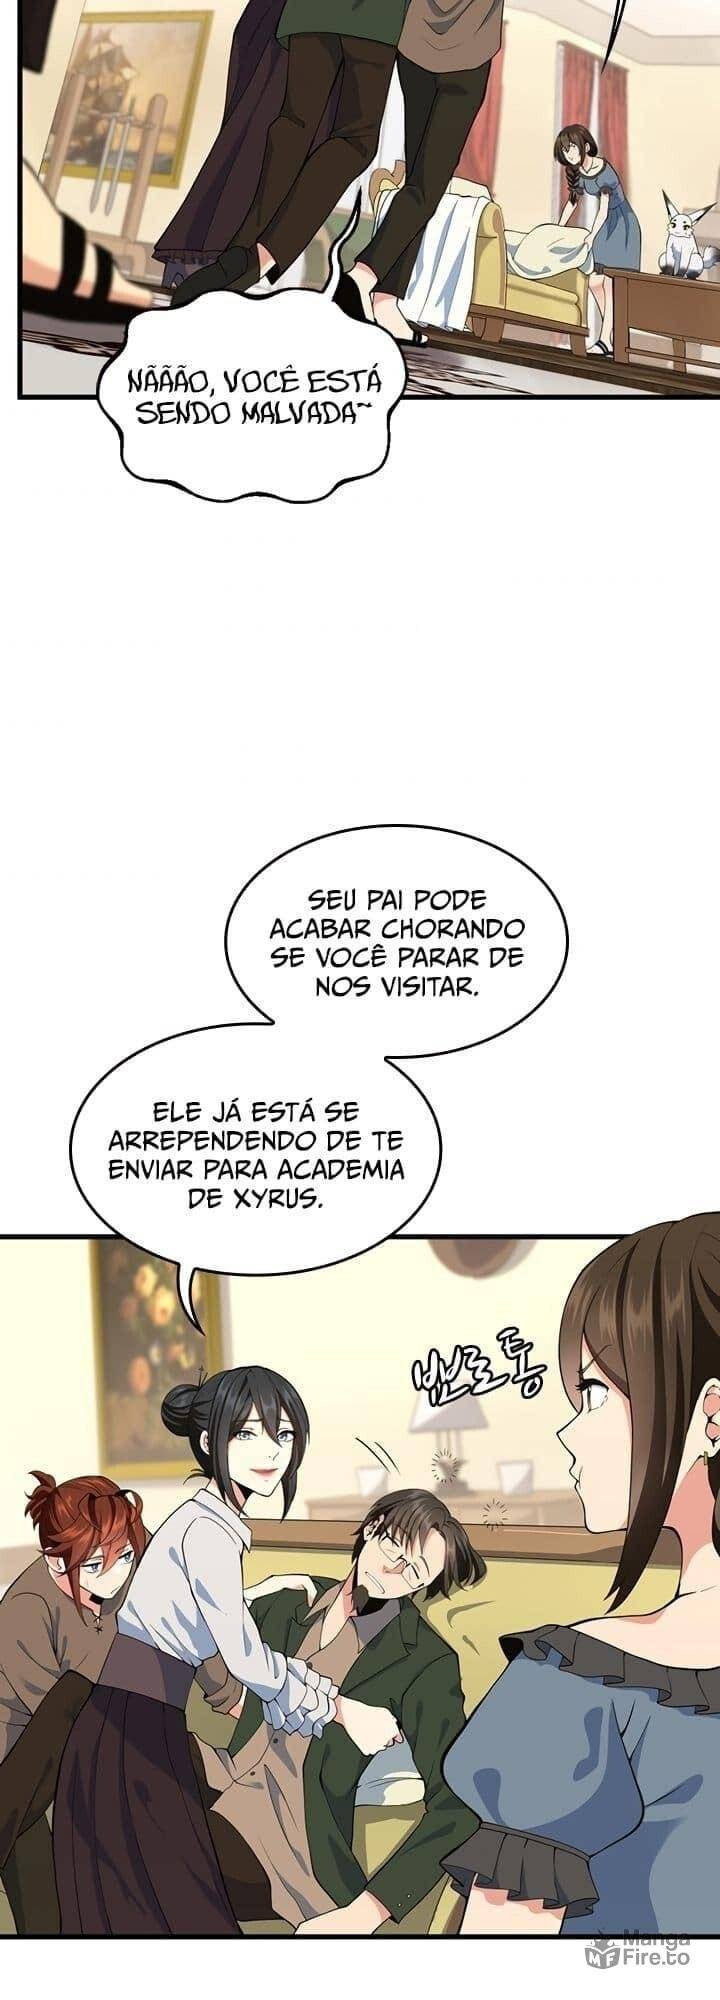 NÃÃÃO, VOCÊ ESTÁ
SENDO MALVADA~
SEU PAI PODE
ACABAR CHORANDO
SE VOCÊ PARAR DE
NOS VISITAR.
ELE JÁ ESTÁ SE
ARREPENDENDO DE TE
ENVIAR PARA ACADEMIA
DE XYRUS.
뾰로통
Manga
MF Fire.to